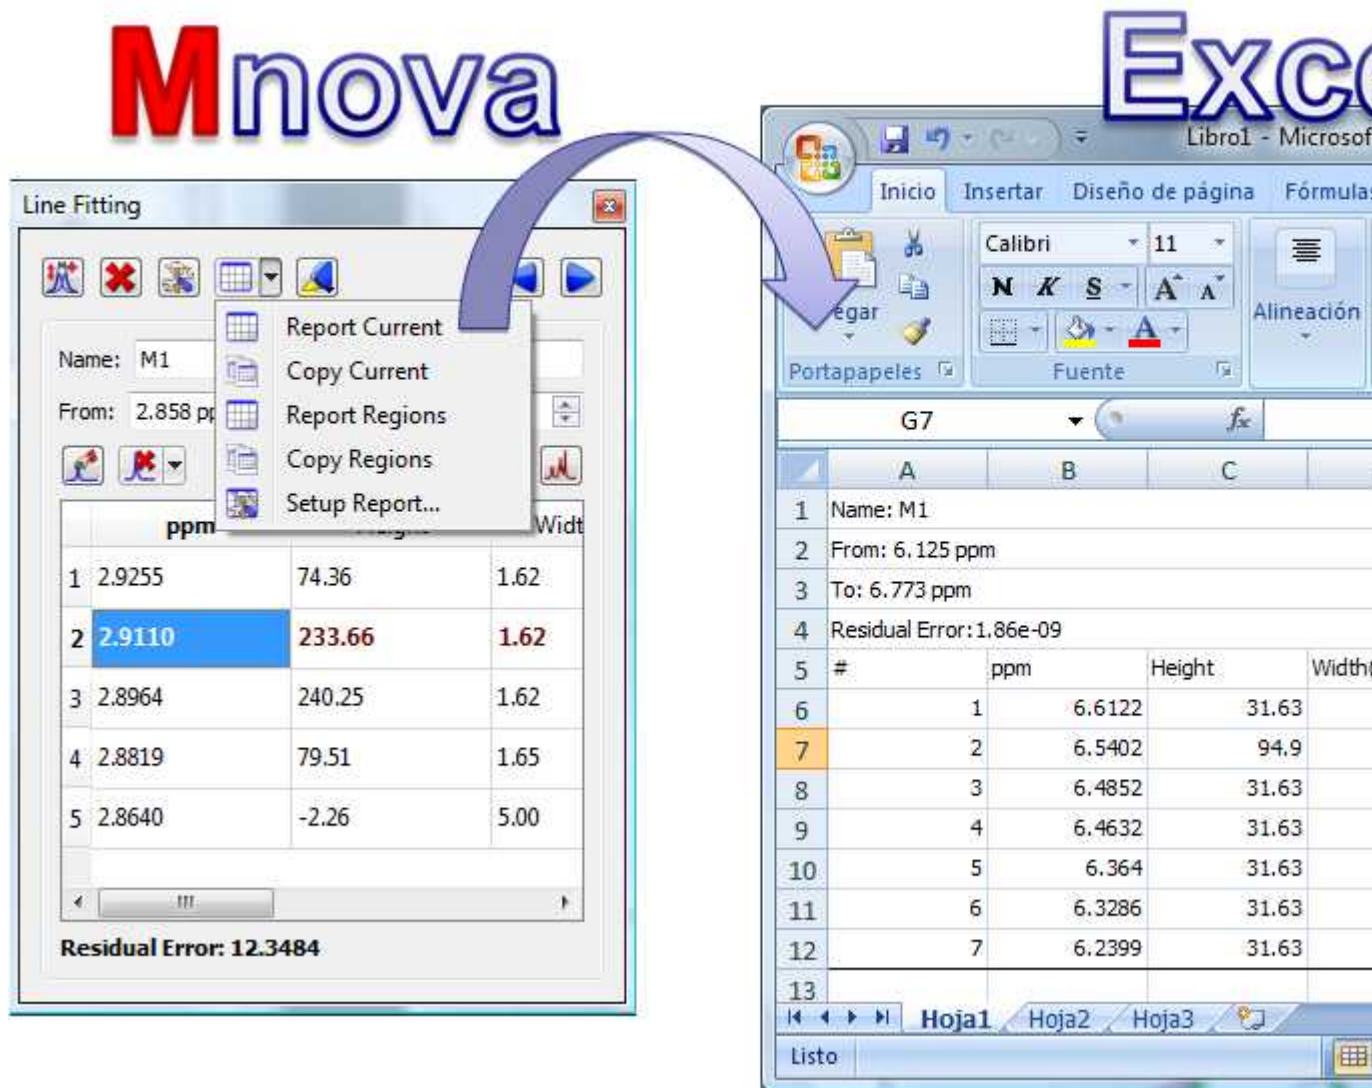 Mnova
Exce
Line Fitting
Report Current
Copy Current
Report Regions
Copy Regions
Setup Report...
Name: M1
From: 2.858 pp
ppm Widt
1 2.9255 74.36 1.62
2 2.9110 233.66 1.62
3 2.8964 240.25 1.62
4 2.8819 79.51 1.65
5 2.8640 -2.26 5.00
Residual Error: 12.3484
Libro1 - Microsof
Inicio Insertar Diseño de página Fórmulas
egar
Calibri 11
N K S A A
A
Alineación
Portapapeles Fuente
G7 fx
A B C
1 Name: M1
2 From: 6.125 ppm
3 To: 6.773 ppm
4 Residual Error:1.86e-09
5 # ppm Height Width(
6 1 6.6122 31.63
7 2 6.5402 94.9
8 3 6.4852 31.63
9 4 6.4632 31.63
10 5 6.364 31.63
11 6 6.3286 31.63
12 7 6.2399 31.63
13
Hoja1 Hoja2 Hoja3
Listo